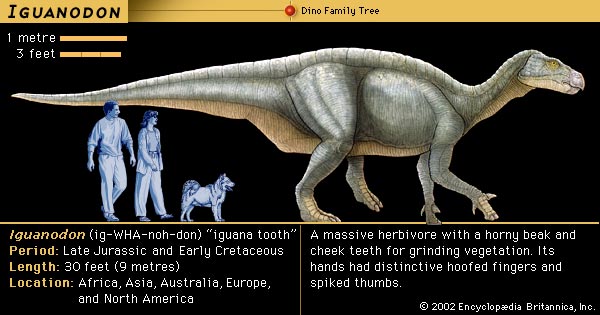 IGUANODON
Dino Family Tree
1 metre
3 feet
Iguanodon (ig-WHA-noh-don) “iguana tooth”
Period: Late Jurassic and Early Cretaceous
Length: 30 feet (9 metres)
Location: Africa, Asia, Australia, Europe,
and North America
A massive herbivore with a horny beak and
cheek teeth for grinding vegetation. Its
hands had distinctive hoofed fingers and
spiked thumbs.
© 2002 Encyclopædia Britannica, Inc.